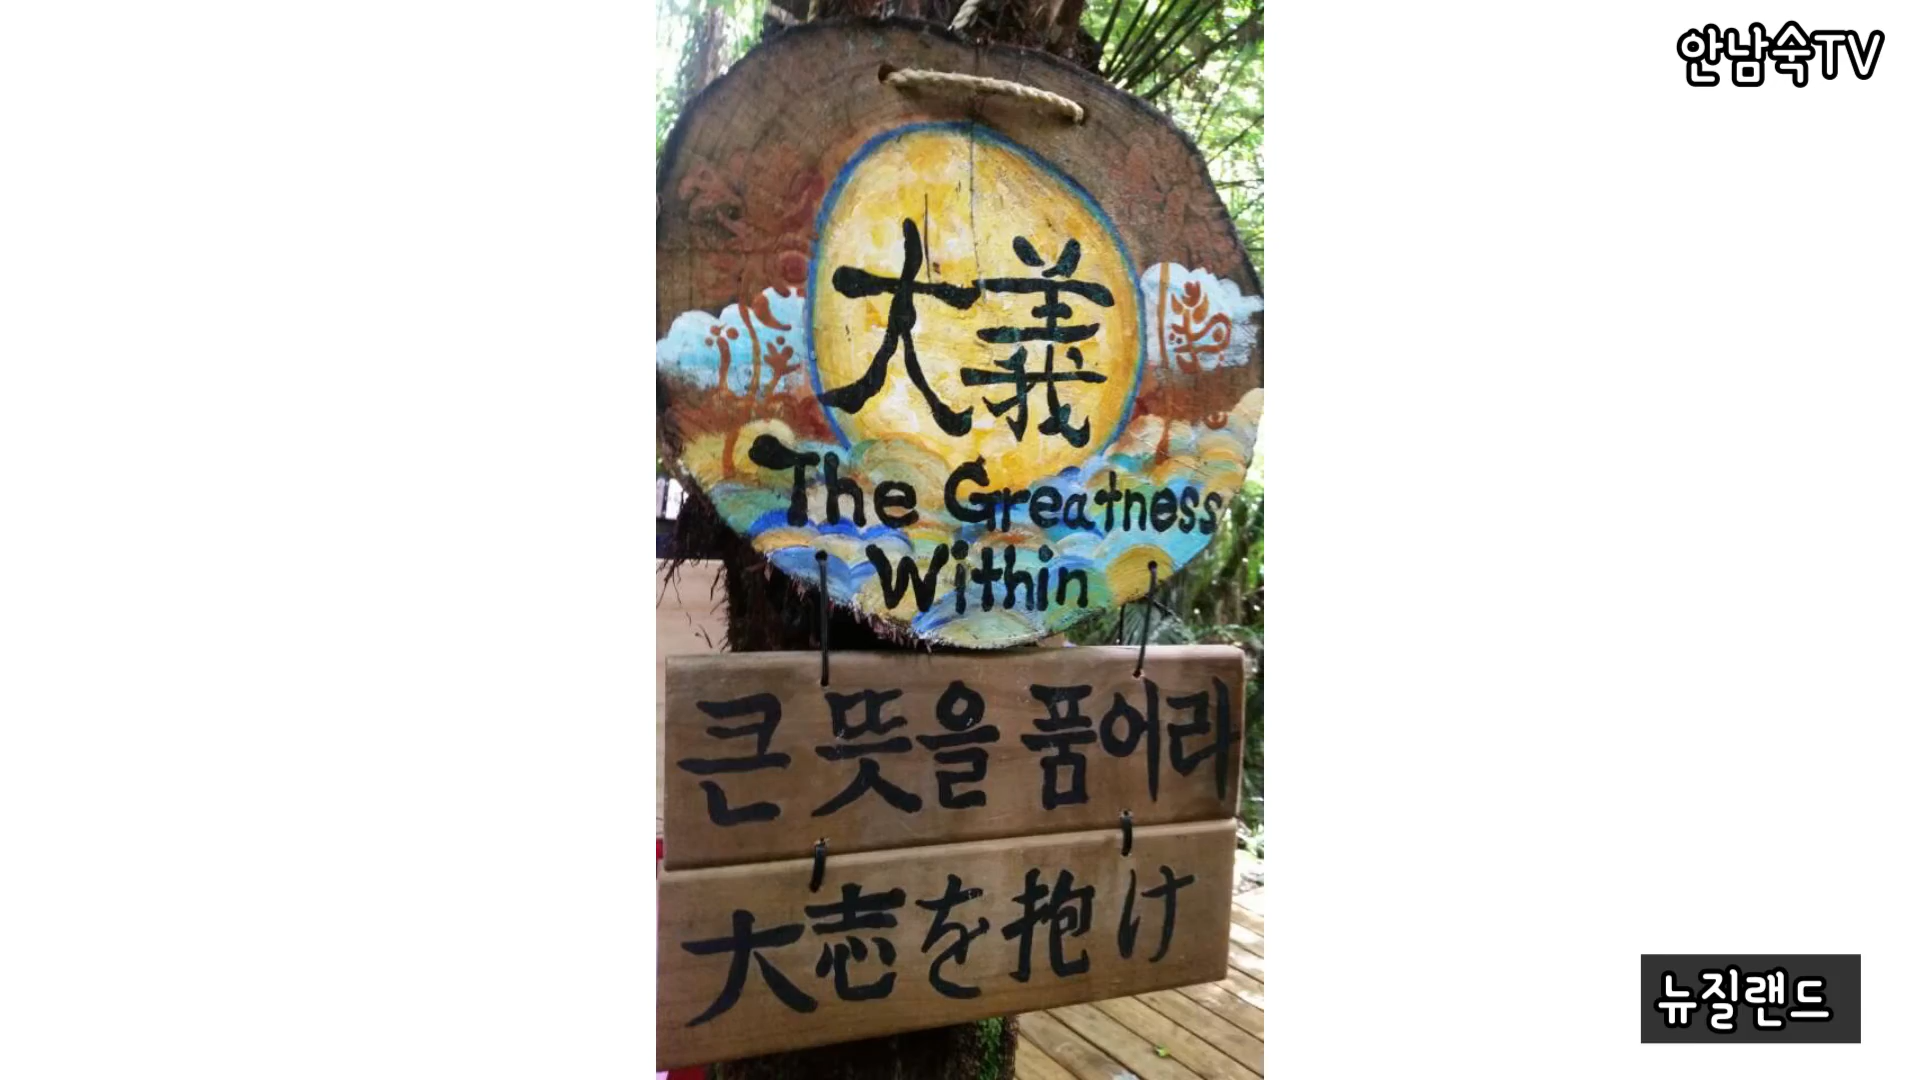 안남숙TV
大義
The Greatness
Within
큰 뜻을 품어라
大志を抱け
뉴질랜드